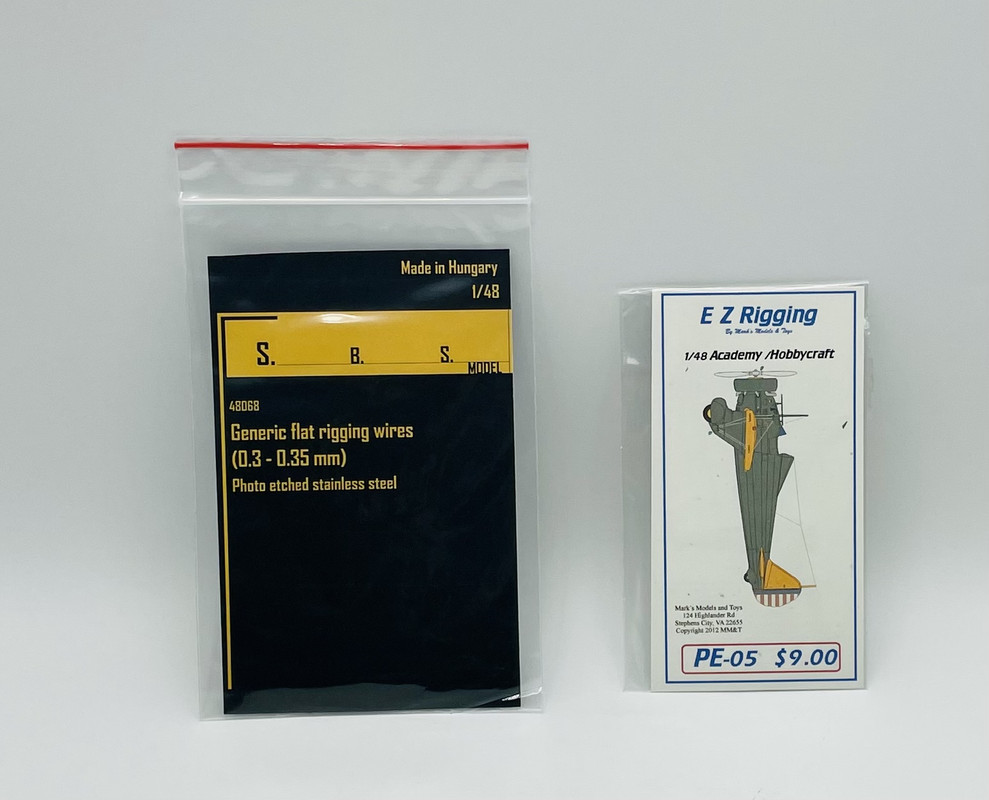 Made in Hungary
1/48
S. B. S.
MODEL
48068
Generic flat rigging wires
(0.3 - 0.35 mm)
Photo etched stainless steel
E Z Rigging
By Mark's Models & Toys
1/48 Academy /Hobbycraft
Mark's Models and Toys
124 Highlander Rd
Stephens City, VA 22655
Copyright 2012 MM&T
PE-05 $9.00